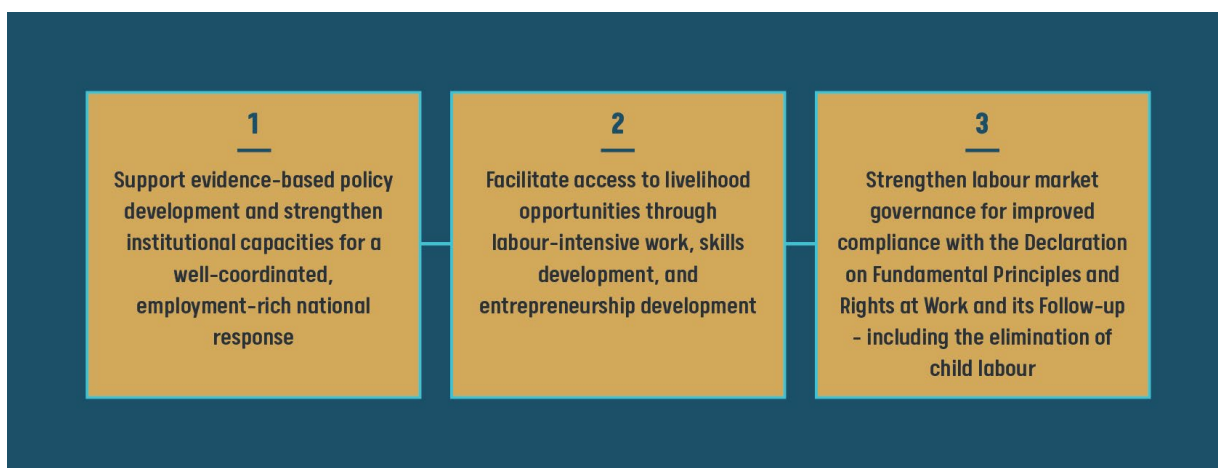 1
Support evidence-based policy
development and strengthen
institutional capacities for a
well-coordinated,
employment-rich national
response
2
Facilitate access to livelihood
opportunities through
labour-intensive work, skills
development, and
entrepreneurship development
3
Strengthen labour market
governance for improved
compliance with the Declaration
on Fundamental Principles and
Rights at Work and its Follow-up
- including the elimination of
child labour